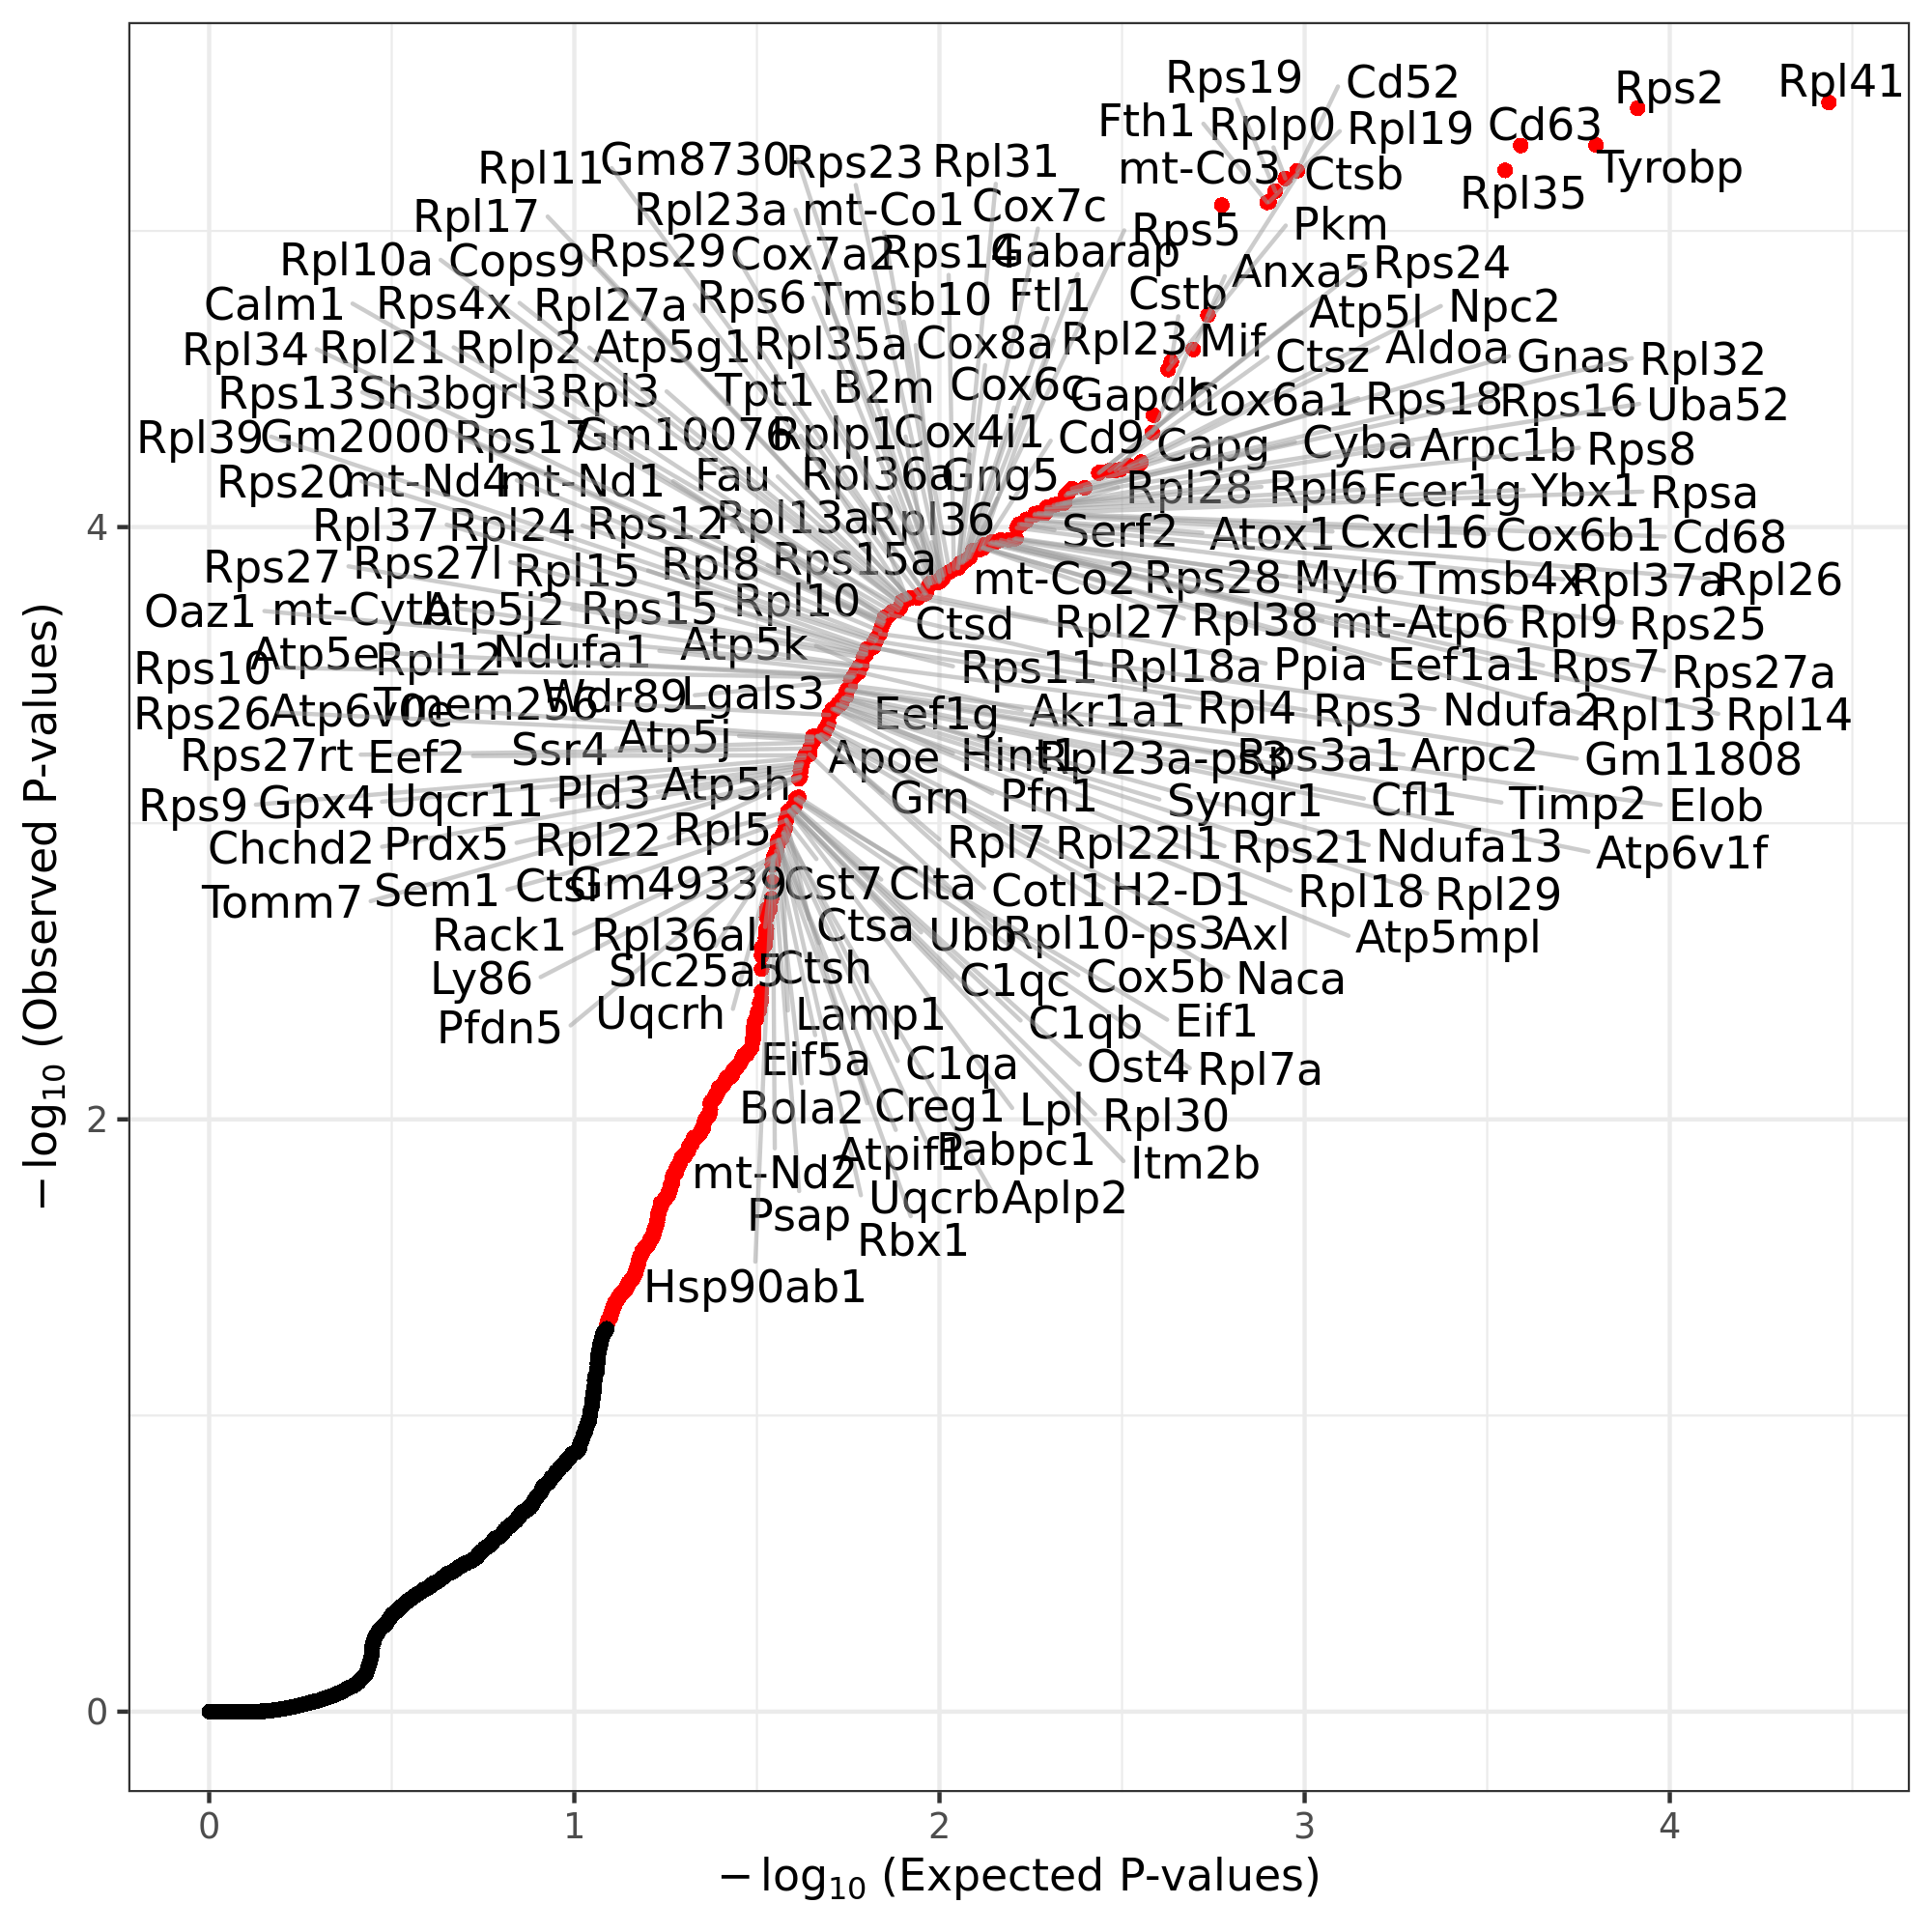 Rps19
Cd52
Rps2
Rpl41
Fth1
Rplp0
Rpl19
Cd63
Rpl11
Gm8730
Rps23
Rpl31
mt-Co3
Ctsb
Tyrobp
Rpl35
Rpl17
Rpl23a
mt-Co1
Cox7c
Rps5
Pkm
Rpl10a
Cops9
Rps29
Cox7a2
Rps14
Gabarap
Anxa5
Rps24
Calm1
Rps4x
Rpl27a
Rps6
Tmsb10
Ftl1
Cstb
Atp5l
Npc2
Rpl34
Rpl21
Rplp2
Atp5g1
Rpl35a
Cox8a
Rpl23
Mif
Ctsz
Aldoa
Gnas
Rpl32
Rps13
Sh3bgrl3
Rpl3
Tpt1
B2m
Cox6c
Gapdh
Cox6a1
Rps18
Rps16
Uba52
Rpl39
Gm2000
Rps17
Gm10076
Rplp1
Cox4i1
Cd9
Capg
Cyba
Arpc1b
Rps8
Rps20
mt-Nd4
mt-Nd1
Fau
Rpl36a
Gng5
Rpl28
Rpl6
Fcer1g
Ybx1
Rpsa
Rpl37
Rpl24
Rps12
Rpl13a
Rpl36
Serf2
Atox1
Cxcl16
Cox6b1
Cd68
4
Rps27
Rps27l
Rpl15
Rpl8
Rps15a
mt-Co2
Rps28
Myl6
Tmsb4x
Rpl37a
Rpl26
Oaz1
mt-Cytb
Atp5j2
Rps15
Rpl10
Ctsd
Rpl27
Rpl38
mt-Atp6
Rpl9
Rps25
Rps10
Atp5e
Rpl12
Ndufa1
Atp5k
Rps11
Rpl18a
Ppia
Eef1a1
Rps7
Rps27a
Rps26
Atp6v0e
Tmem256
Wdr89
Lgals3
Eef1g
Akr1a1
Rpl4
Rps3
Ndufa2
Rpl13
Rpl14
Rps27rt
Eef2
Ssr4
Atp5j
Apoe
Hint1
Rpl23a-ps3
Rps3a1
Arpc2
Gm11808
Rps9
Gpx4
Uqcr11
Pld3
Atp5h
Grn
Pfn1
Syngr1
Cfl1
Timp2
Elob
Chchd2
Prdx5
Rpl22
Rpl5
Rpl7
Rpl22l1
Rps21
Ndufa13
Atp6v1f
Tomm7
Sem1
Gm49339
Cst7
Clta
Cotl1
H2-D1
Rpl18
Rpl29
Rack1
Rpl36al
Ctsa
Ubb
Rpl10-ps3
Axl
Atp5mpl
Ly86
Slc25a5
Ctsh
C1qc
Cox5b
Naca
Pfdn5
Uqcrh
Lamp1
C1qb
Eif1
Eif5a
C1qa
Ost4
Rpl7a
Bola2
Creg1
Lpl
Rpl30
2
mt-Nd2
Atpif1
Pabpc1
Itm2b
Psap
Uqcrb
Aplp2
Rbx1
Hsp90ab1
0
0
1
2
3
4
−log10 (Expected P-values)
−log10 (Observed P-values)